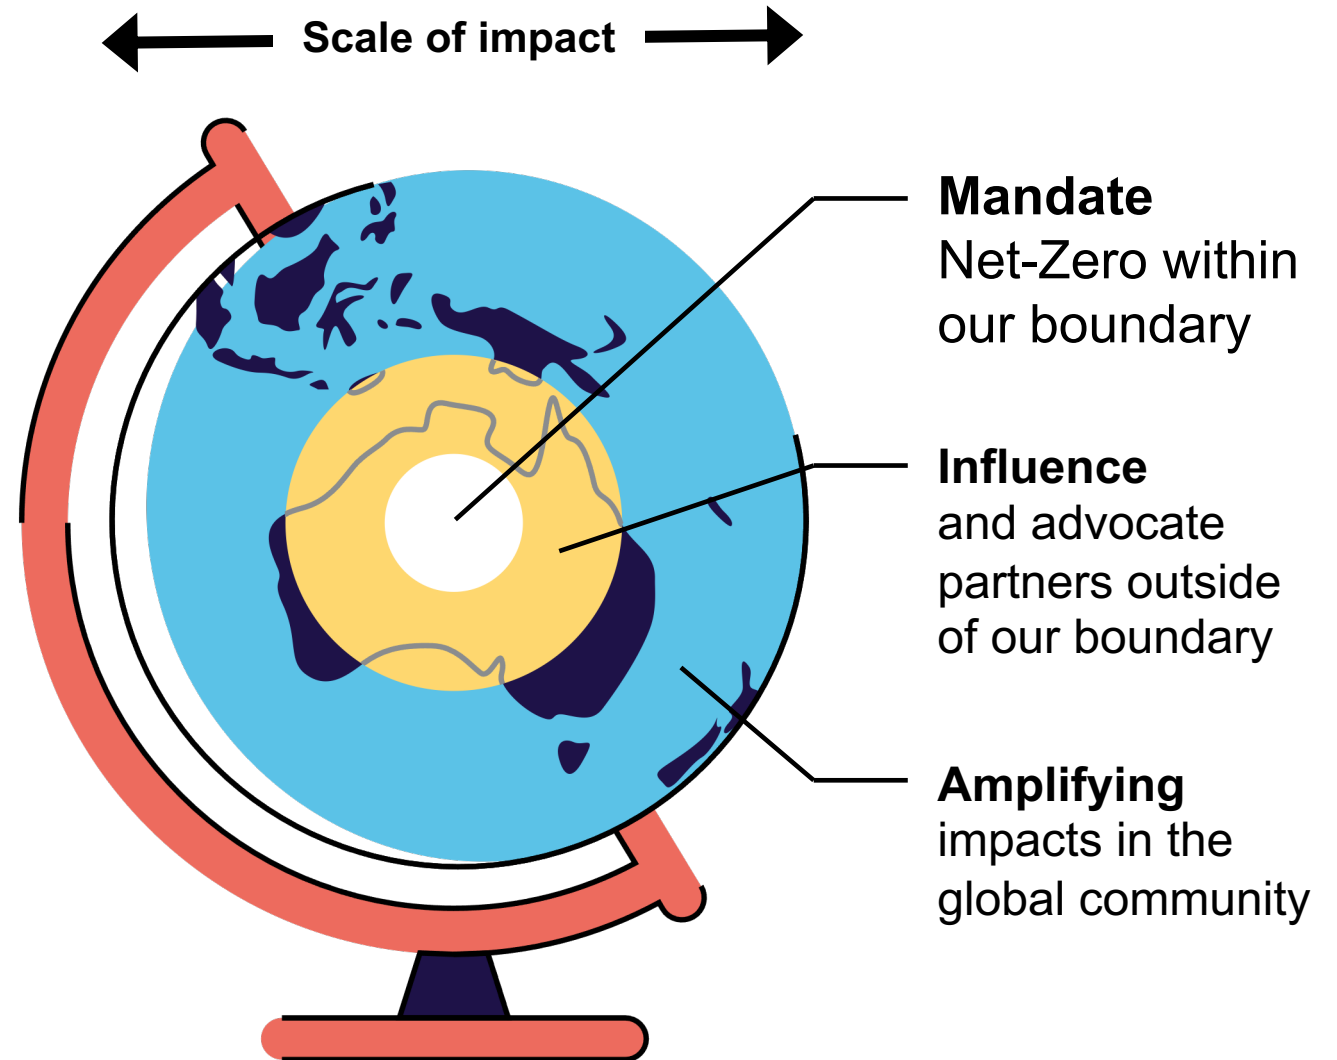 Scale of impact
Mandate
Net-Zero within
our boundary
Influence
and advocate
partners outside
of our boundary
Amplifying
impacts in the
global community